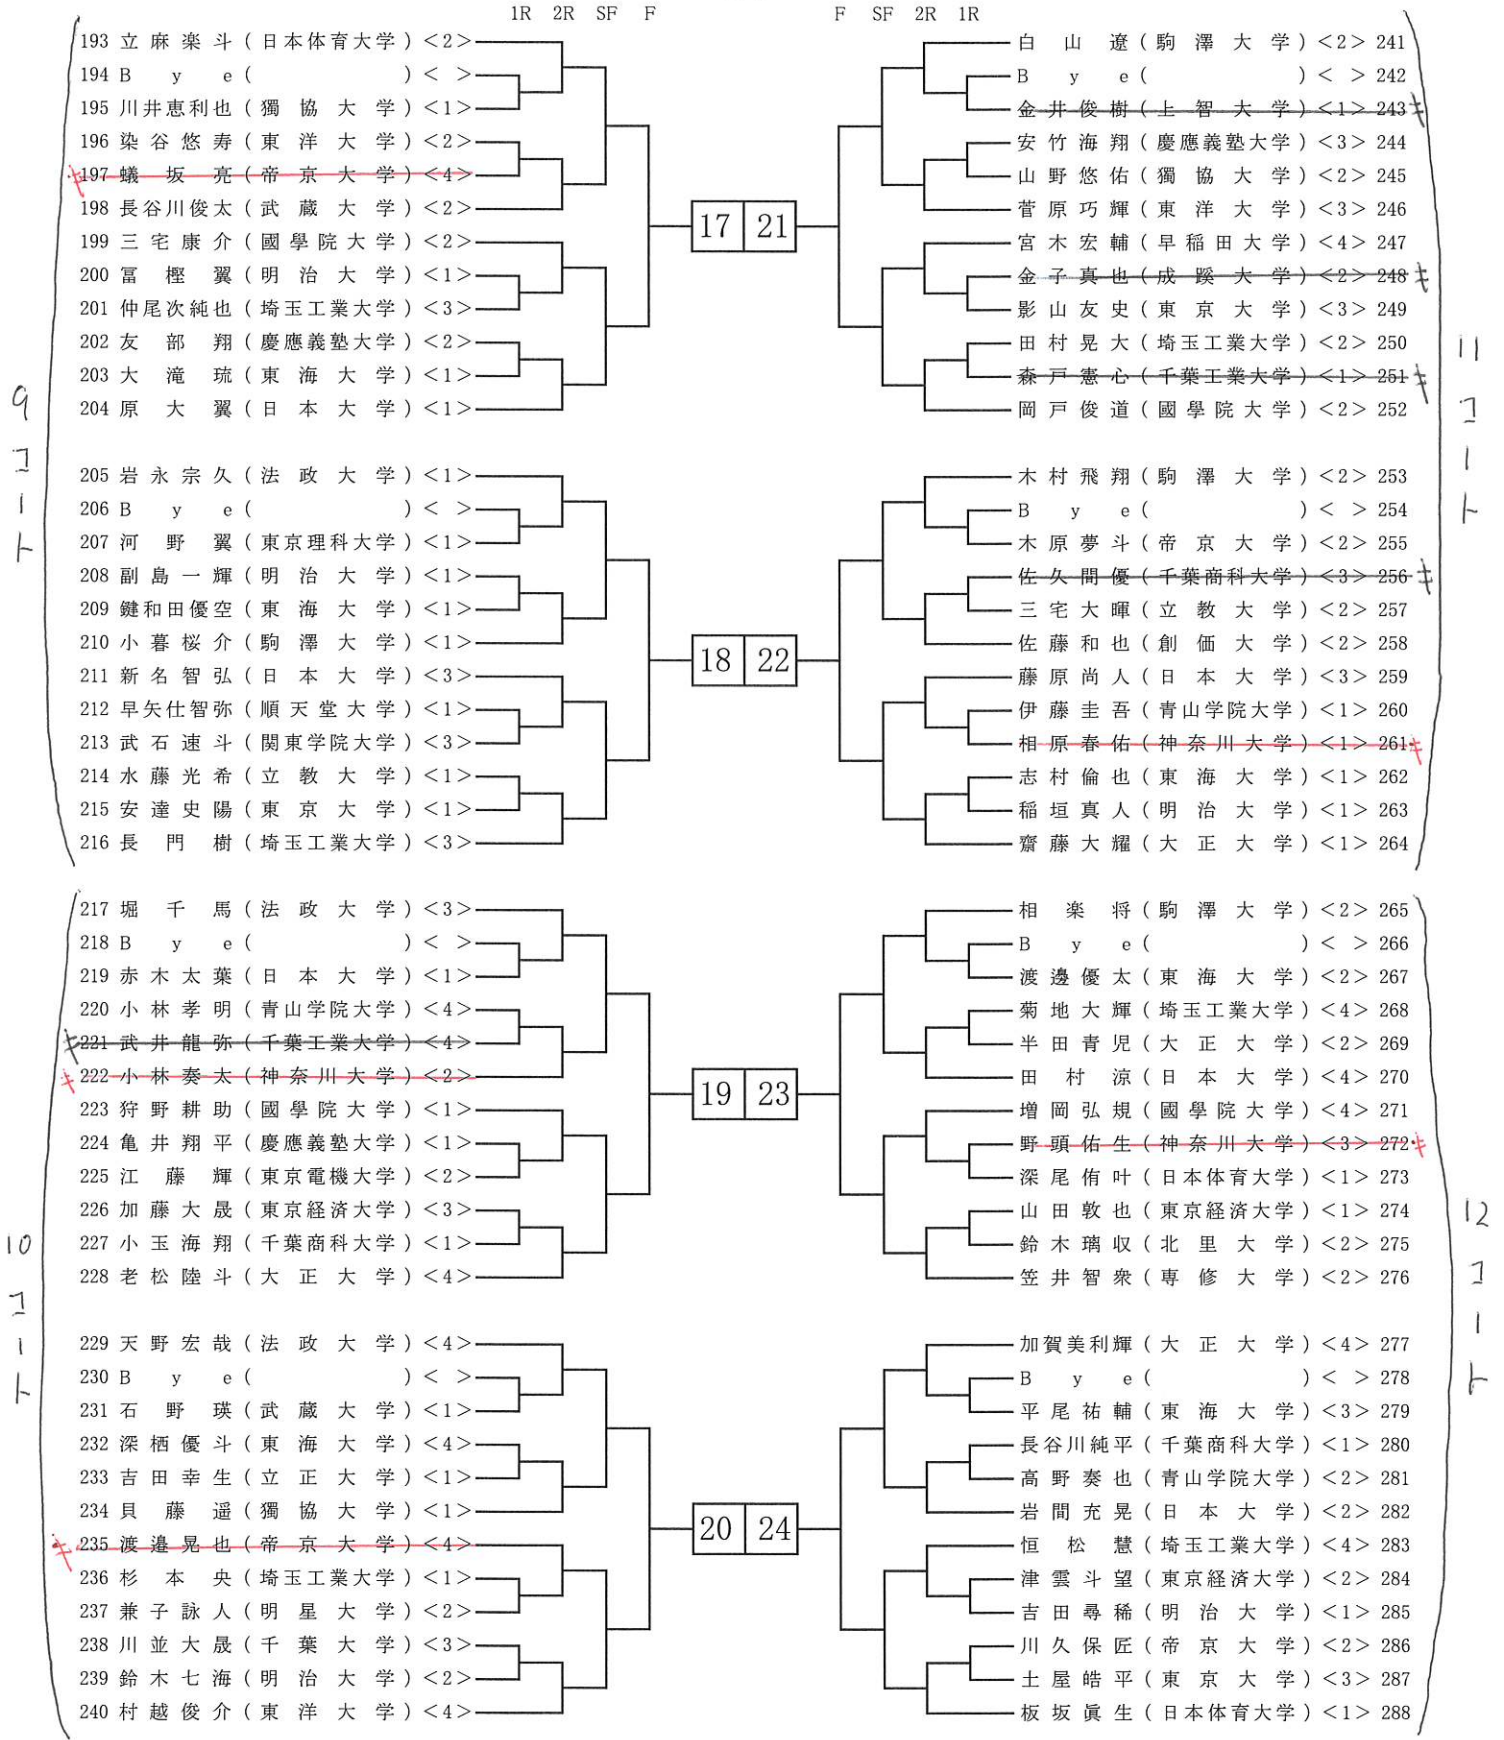 1R 2R SF F
193 立麻楽斗(日本体育大学)<2>
194 Bye( )< >
195 川井恵利也(獨協大学)<1>
196 染谷悠寿(東洋大学)<2>
197 蟻坂亮(帝京大学)<4>
198 長谷川俊太(武蔵大学)<2>
199 三宅康介(國學院大学)<2>
200 冨樫翼(明治大学)<1>
201 仲尾次純也(埼玉工業大学)<3>
202 友部翔(慶應義塾大学)<2>
203 大滝琉(東海大学)<1>
204 原大翼(日本大学)<1>
17
9コート
205 岩永宗久(法政大学)<1>
206 Bye( )< >
207 河野翼(東京理科大学)<1>
208 副島一輝(明治大学)<1>
209 鍵和田優空(東海大学)<1>
210 小暮桜介(駒澤大学)<1>
211 新名智弘(日本大学)<3>
212 早矢仕智弥(順天堂大学)<1>
213 武石速斗(関東学院大学)<3>
214 水藤光希(立教大学)<1>
215 安達史陽(東京大学)<1>
216 長門樹(埼玉工業大学)<3>
18
217 堀千馬(法政大学)<3>
218 Bye( )< >
219 赤木太葉(日本大学)<1>
220 小林孝明(青山学院大学)<4>
キ 221 武井龍弥(千葉工業大学)<4>
キ 222 小林奏太(神奈川大学)<2>
223 狩野耕助(國學院大学)<1>
224 亀井翔平(慶應義塾大学)<1>
225 江藤輝(東京電機大学)<2>
226 加藤大晟(東京経済大学)<3>
227 小玉海翔(千葉商科大学)<1>
228 老松陸斗(大正大学)<4>
19
10コート
229 天野宏哉(法政大学)<4>
230 Bye( )< >
231 石野瑛(武蔵大学)<1>
232 深栖優斗(東海大学)<4>
233 吉田幸生(立正大学)<1>
234 貝藤遥(獨協大学)<1>
キ 235 渡邉晃也(帝京大学)<4>
236 杉本央(埼玉工業大学)<1>
237 兼子詠人(明星大学)<2>
238 川並大晟(千葉大学)<3>
239 鈴木七海(明治大学)<2>
240 村越俊介(東洋大学)<4>
20
F SF 2R 1R
白山遼(駒澤大学)<2> 241
Bye( )< > 242
金井俊樹(上智大学)<1> 243 キ
安竹海翔(慶應義塾大学)<3> 244
山野悠佑(獨協大学)<2> 245
菅原巧輝(東洋大学)<3> 246
宮木宏輔(早稲田大学)<4> 247
金子真也(成蹊大学)<2> 248 キ
影山友史(東京大学)<3> 249
田村晃大(埼玉工業大学)<2> 250
森戸憲心(千葉工業大学)<1> 251 キ
岡戸俊道(國學院大学)<2> 252
21
11コート
木村飛翔(駒澤大学)<2> 253
Bye( )< > 254
木原夢斗(帝京大学)<2> 255
佐久間優(千葉商科大学)<3> 256 キ
三宅大暉(立教大学)<2> 257
佐藤和也(創価大学)<2> 258
藤原尚人(日本大学)<3> 259
伊藤圭吾(青山学院大学)<1> 260
相原春佑(神奈川大学)<1> 261 キ
志村倫也(東海大学)<1> 262
稲垣真人(明治大学)<1> 263
齋藤大耀(大正大学)<1> 264
22
相楽将(駒澤大学)<2> 265
Bye( )< > 266
渡邊優太(東海大学)<2> 267
菊地大輝(埼玉工業大学)<4> 268
半田青児(大正大学)<2> 269
田村涼(日本大学)<4> 270
増岡弘規(國學院大学)<4> 271
野頭佑生(神奈川大学)<3> 272 キ
深尾侑叶(日本体育大学)<1> 273
山田敦也(東京経済大学)<1> 274
鈴木璃収(北里大学)<2> 275
笠井智衆(専修大学)<2> 276
23
12コート
加賀美利輝(大正大学)<4> 277
Bye( )< > 278
平尾祐輔(東海大学)<3> 279
長谷川純平(千葉商科大学)<1> 280
高野奏也(青山学院大学)<2> 281
岩間充晃(日本大学)<2> 282
恒松慧(埼玉工業大学)<4> 283
津雲斗望(東京経済大学)<2> 284
吉田尋稀(明治大学)<1> 285
川久保匠(帝京大学)<2> 286
土屋皓平(東京大学)<3> 287
板坂眞生(日本体育大学)<1> 288
24